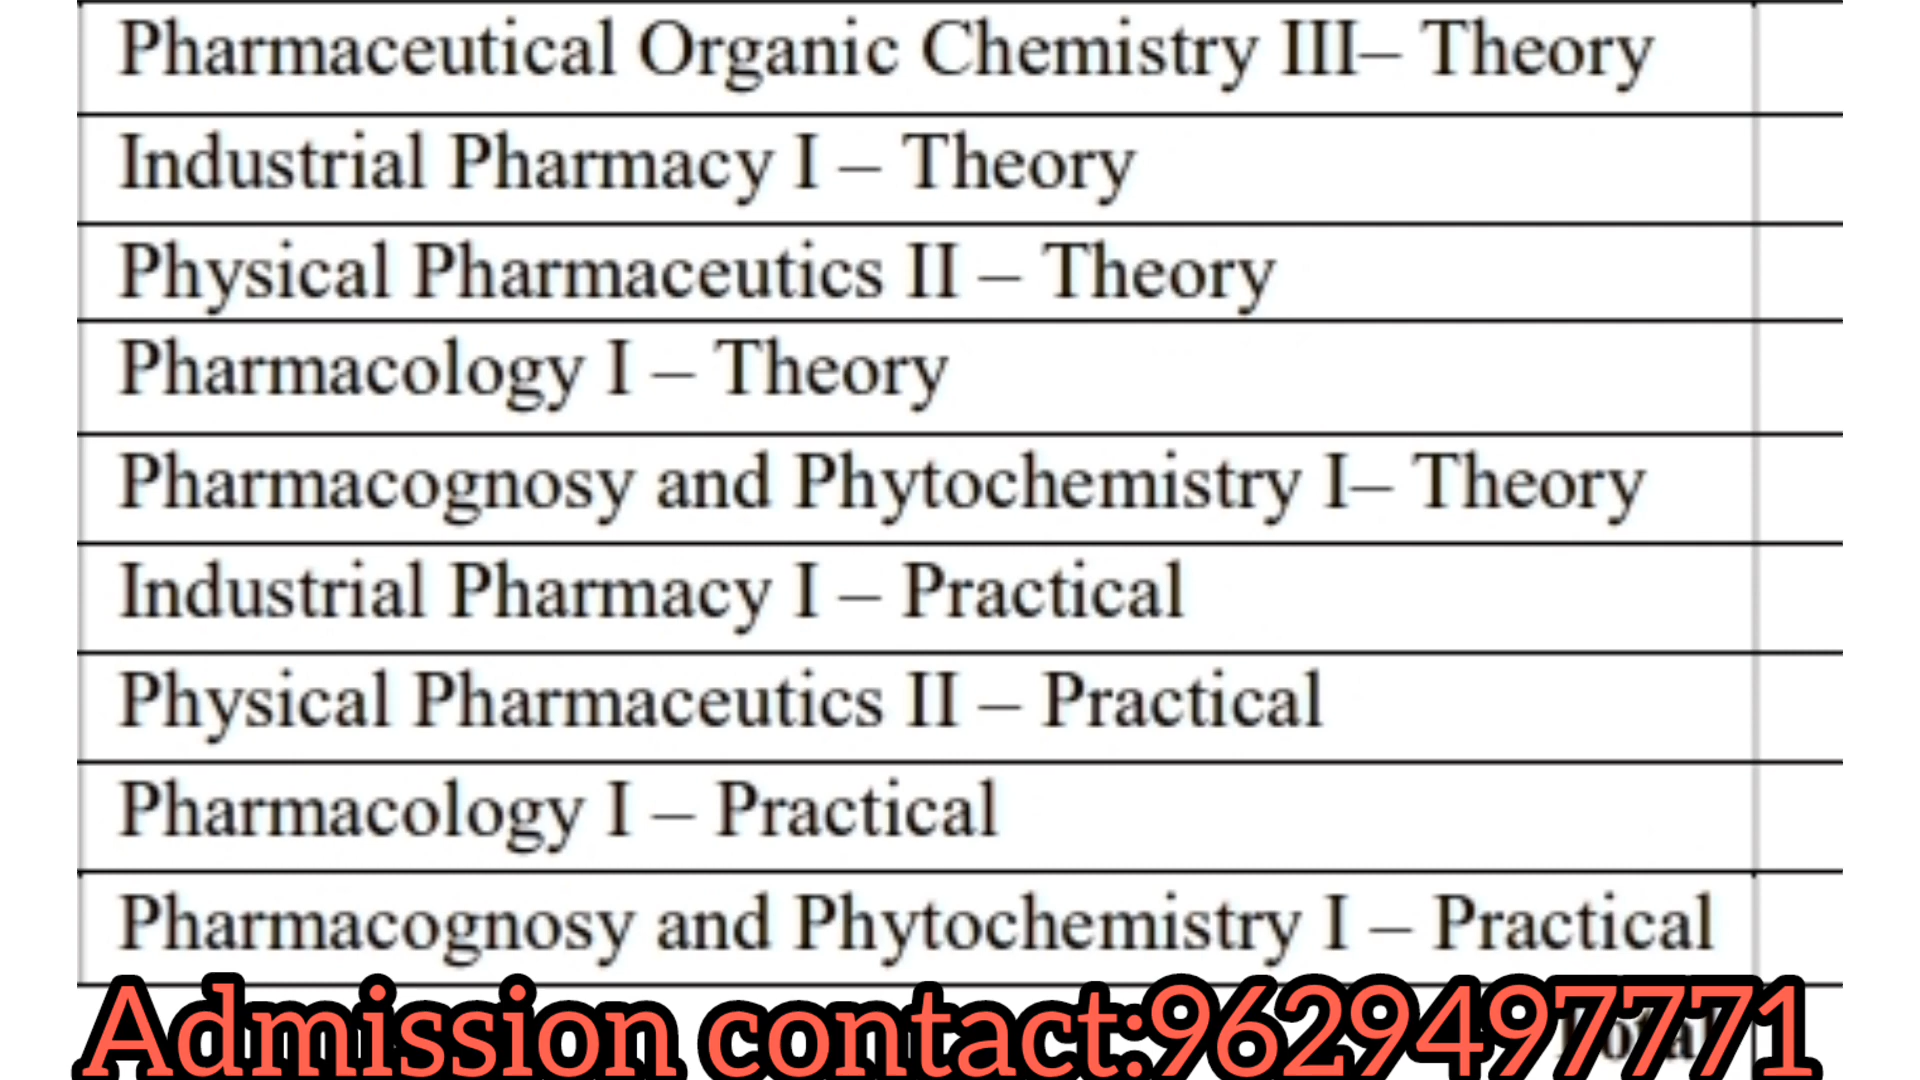 Pharmaceutical Organic Chemistry III– Theory
Industrial Pharmacy I – Theory
Physical Pharmaceutics II – Theory
Pharmacology I – Theory
Pharmacognosy and Phytochemistry I– Theory
Industrial Pharmacy I – Practical
Physical Pharmaceutics II – Practical
Pharmacology I – Practical
Pharmacognosy and Phytochemistry I – Practical
Total
Admission contact:9629497771